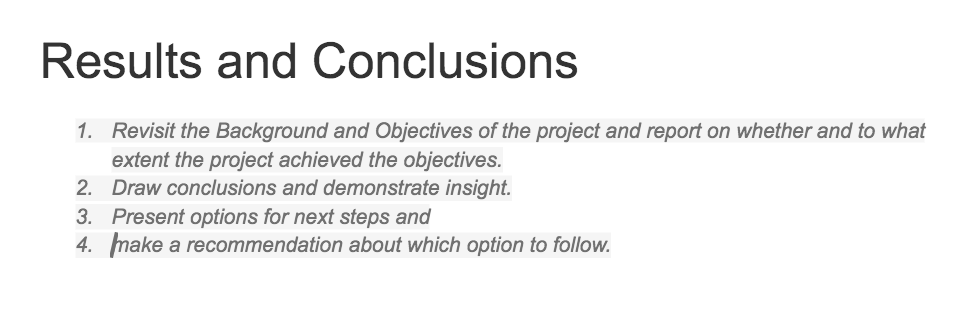 Results and Conclusions
1. Revisit the Background and Objectives of the project and report on whether and to what
extent the project achieved the objectives.
2. Draw conclusions and demonstrate insight.
3. Present options for next steps and
4. make a recommendation about which option to follow.